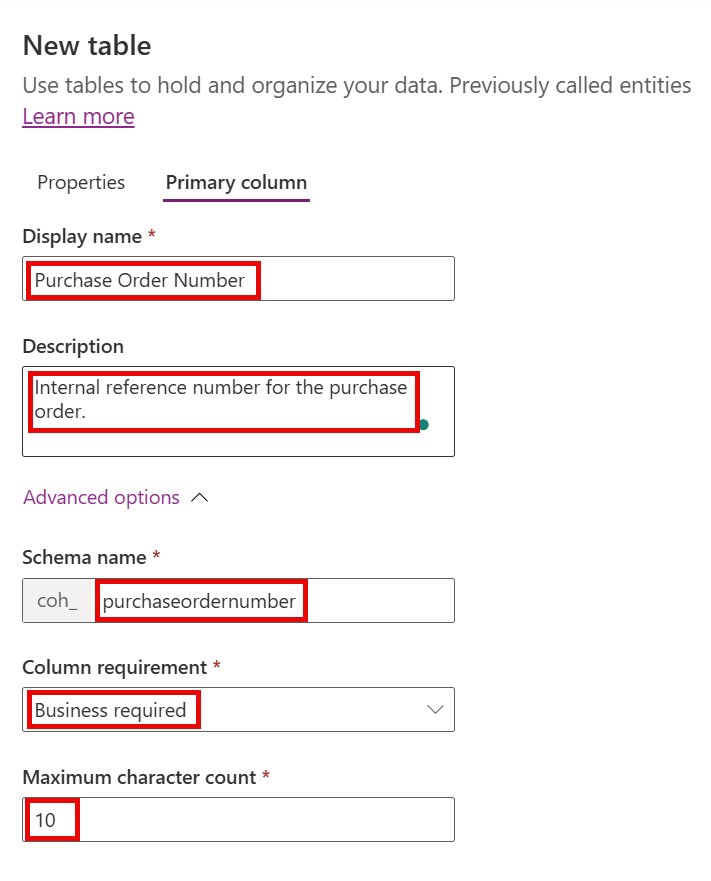 New table
Use tables to hold and organize your data. Previously called entities
Learn more
Properties Primary column
Display name *
Purchase Order Number
Description
Internal reference number for the purchase
order.
Advanced options
Schema name *
coh_ purchaseordernumber
Column requirement *
Business required
Maximum character count *
10